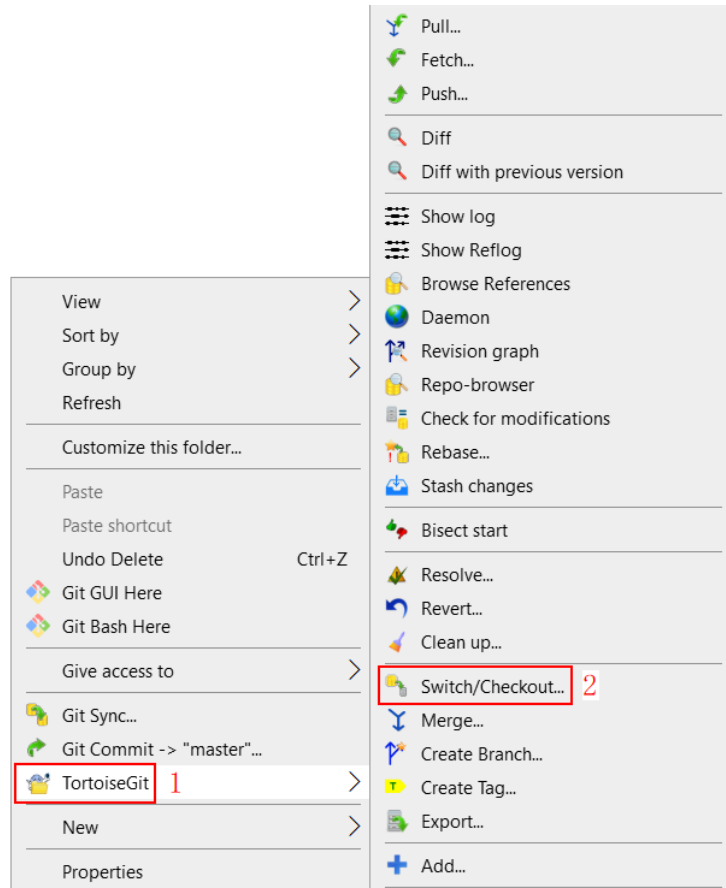 View
Sort by
Group by
Refresh
Customize this folder...
Paste
Paste shortcut
Undo Delete Ctrl+Z
Git GUI Here
Git Bash Here
Give access to
Git Sync...
Git Commit -> "master"...
TortoiseGit 1
New
Properties
Pull...
Fetch...
Push...
Diff
Diff with previous version
Show log
Show Reflog
Browse References
Daemon
Revision graph
Repo-browser
Check for modifications
Rebase...
Stash changes
Bisect start
Resolve...
Revert...
Clean up...
Switch/Checkout... 2
Merge...
Create Branch...
Create Tag...
Export...
Add...